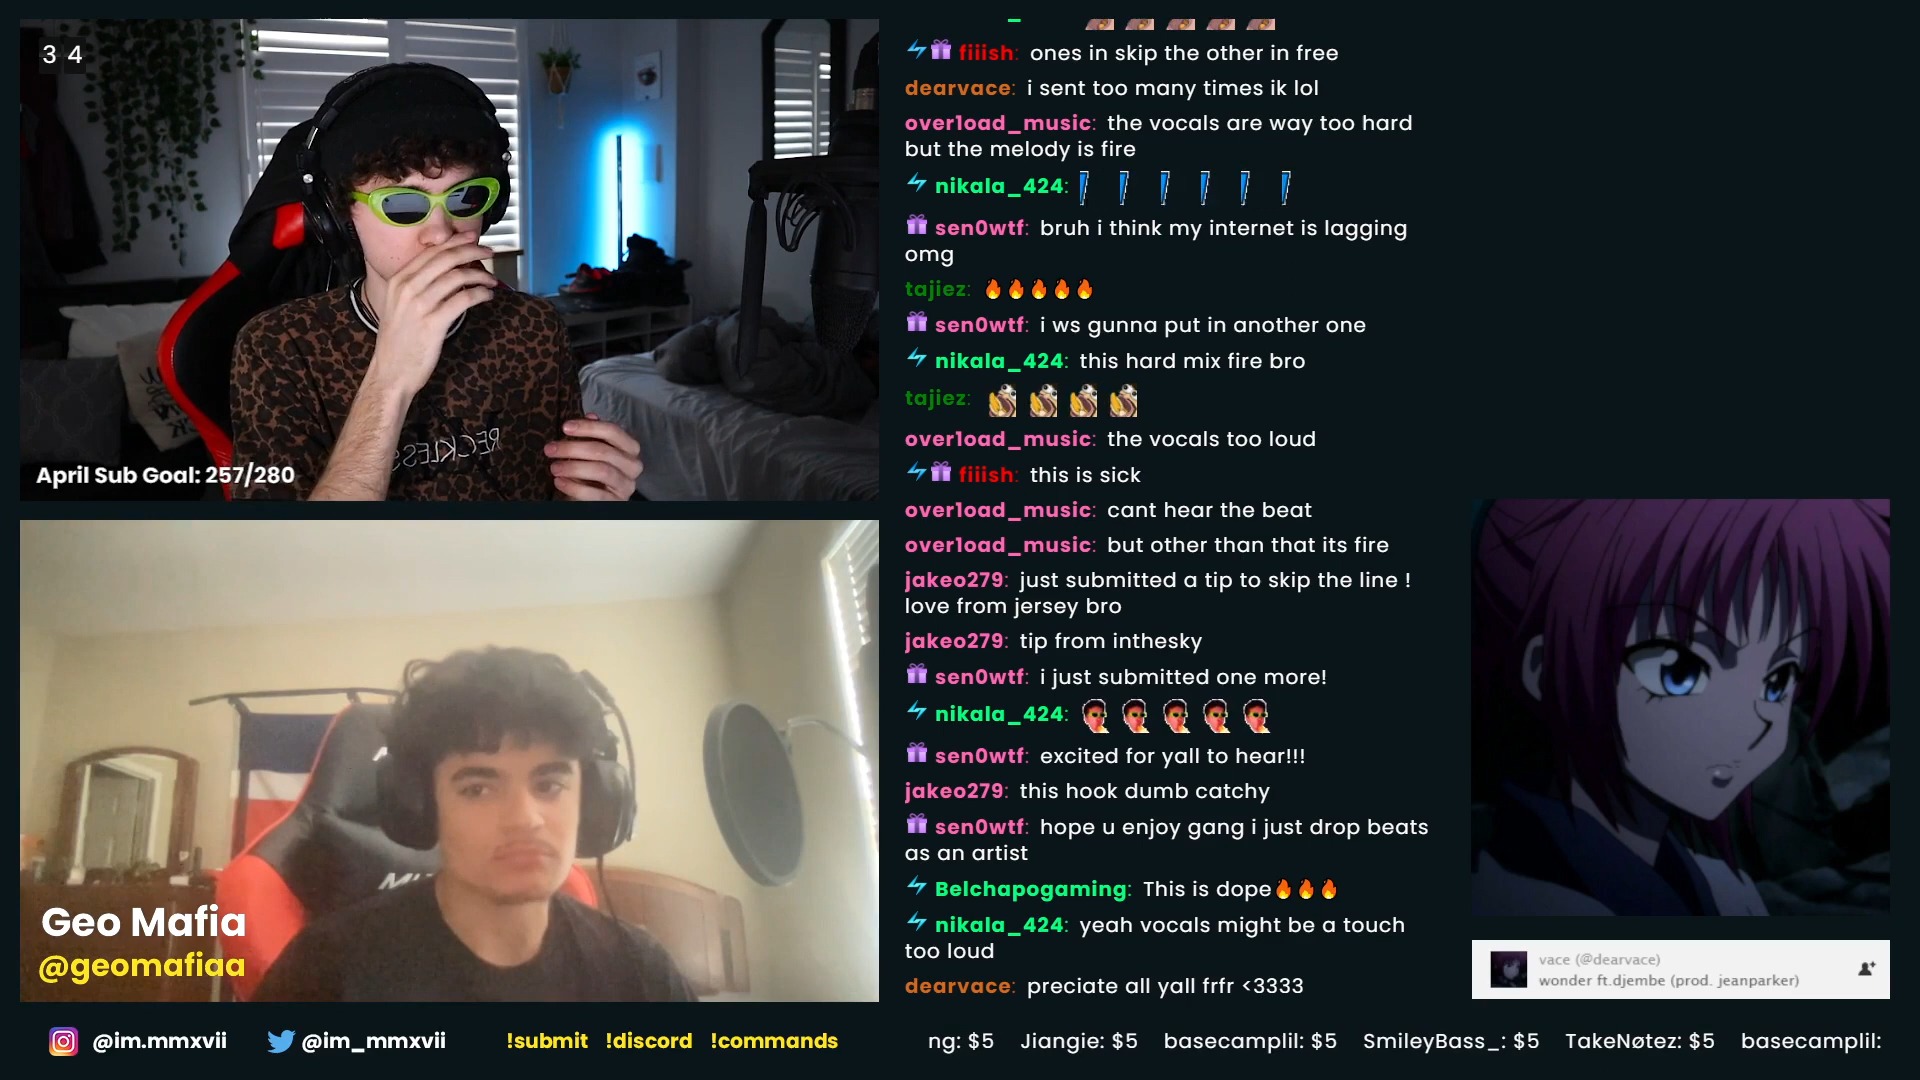 3 4
RECKLESS
April Sub Goal: 257/280
Geo Mafia
@geomafiaa
fiiish: ones in skip the other in free
dearvace: i sent too many times ik lol
over1oad_music: the vocals are way too hard
but the melody is fire
nikala_424:
sen0wtf: bruh i think my internet is lagging
omg
tajiez: 🔥🔥🔥🔥🔥
sen0wtf: i ws gunna put in another one
nikala_424: this hard mix fire bro
tajiez:
over1oad_music: the vocals too loud
fiiish: this is sick
over1oad_music: cant hear the beat
over1oad_music: but other than that its fire
jakeo279: just submitted a tip to skip the line !
love from jersey bro
jakeo279: tip from inthesky
sen0wtf: i just submitted one more!
nikala_424:
sen0wtf: excited for yall to hear!!!
jakeo279: this hook dumb catchy
sen0wtf: hope u enjoy gang i just drop beats
as an artist
Belchapogaming: This is dope🔥🔥🔥
nikala_424: yeah vocals might be a touch
too loud
dearvace: preciate all yall frfr <3333
vace (@dearvace)
wonder ft.djembe (prod. jeanparker)
@im.mmxvii @im_mmxvii !submit !discord !commands
ng: $5 Jiangie: $5 basecamplil: $5 SmileyBass_: $5 TakeNøtez: $5 basecamplil: